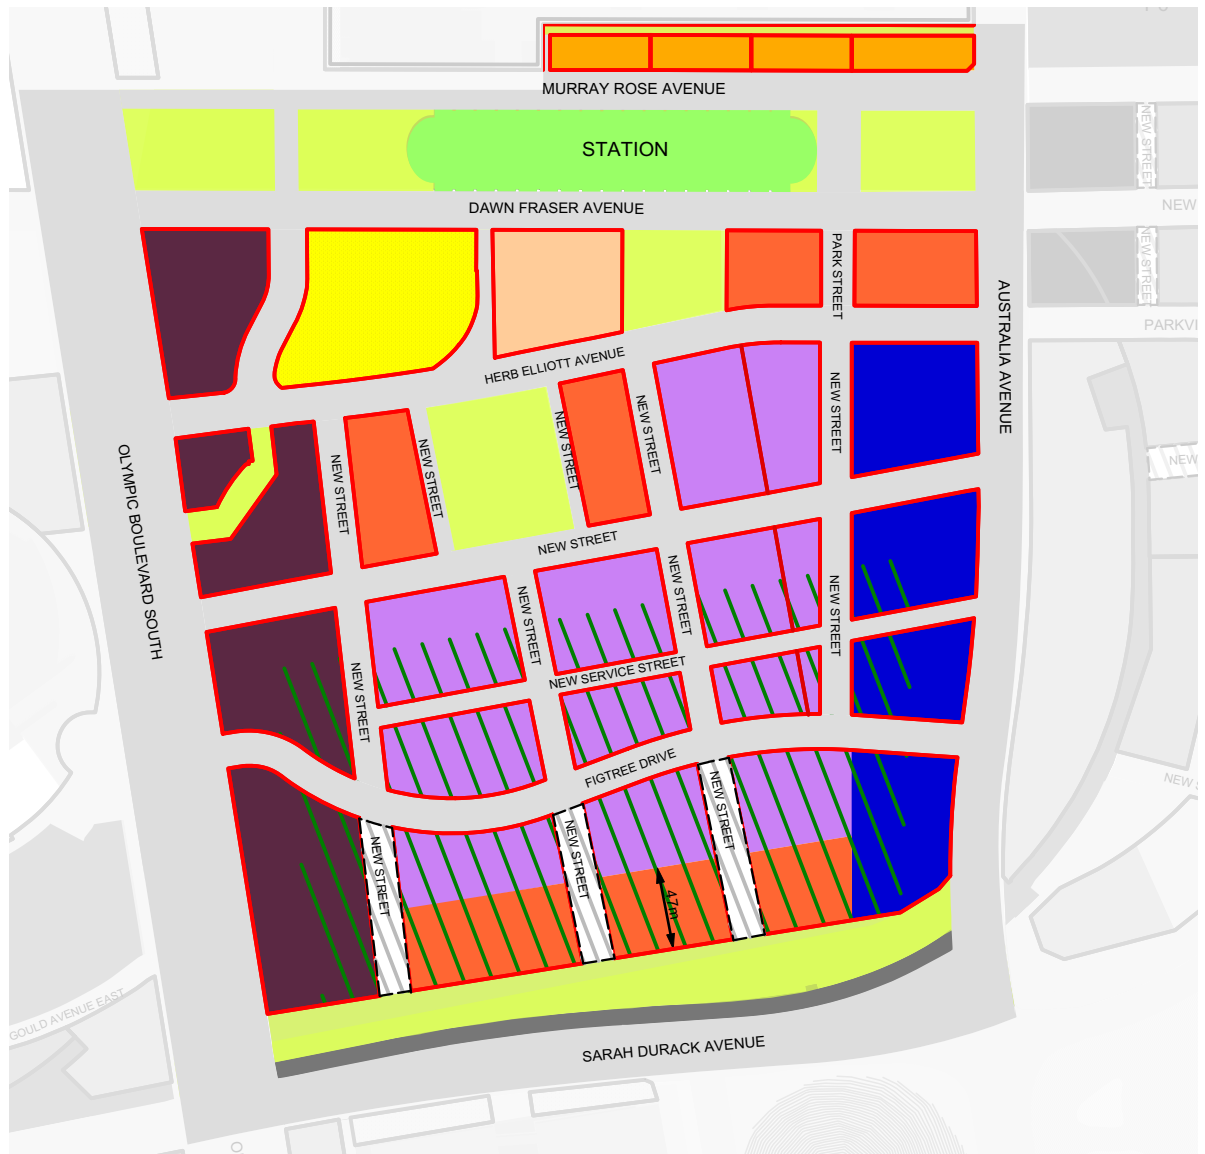 MURRAY ROSE AVENUE
NEW STREET
STATION
DAWN FRASER AVENUE
NEW
PARK STREET
NEW STREET
AUSTRALIA AVENUE
PARKVI
HERB ELLIOTT AVENUE
NEW STREET
NEW STREET
NEW STREET
NEW STREET
NEW STREET
NEW STREET
OLYMPIC BOULEVARD SOUTH
NEW
NEW STREET
NEW STREET
NEW STREET
NEW STREET
NEW STREET
NEW SERVICE STREET
FIGTREE DRIVE
NEW S
NEW STREET
NEW STREET
NEW STREET
47m
GOULD AVENUE EAST
SARAH DURACK AVENUE
O